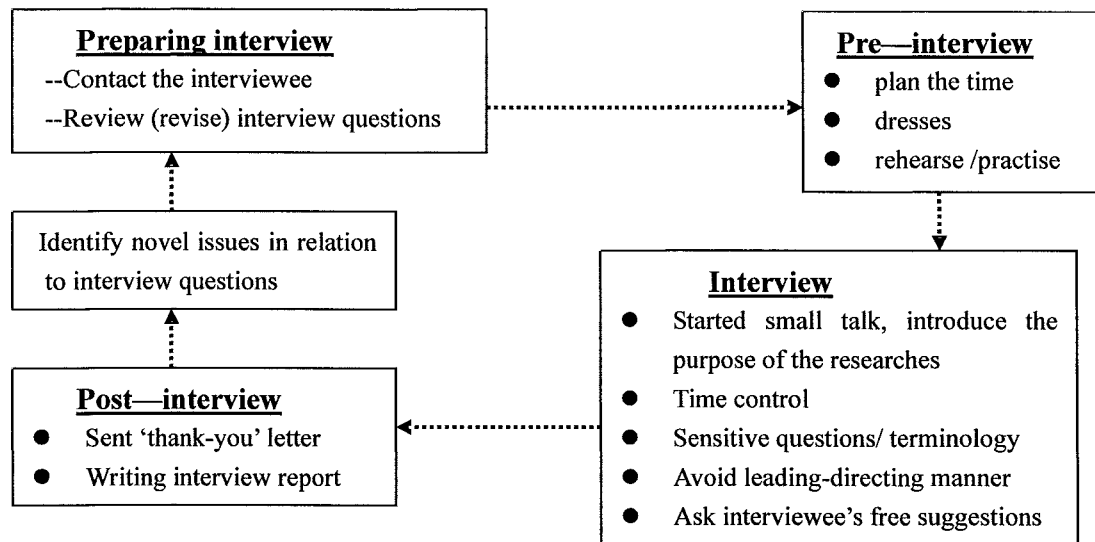 Preparing interview
--Contact the interviewee
--Review (revise) interview questions
Pre—interview
● plan the time
● dresses
● rehearse /practise
Interview
● Started small talk, introduce the
purpose of the researches
● Time control
● Sensitive questions/ terminology
● Avoid leading-directing manner
● Ask interviewee's free suggestions
Post—interview
● Sent 'thank-you' letter
● Writing interview report
Identify novel issues in relation
to interview questions